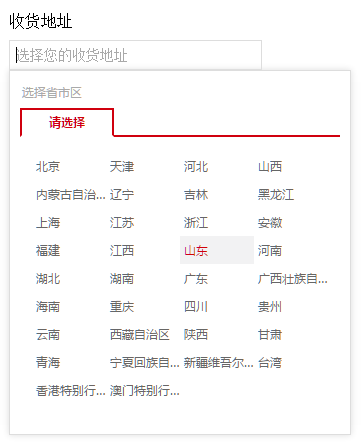 收货地址
选择您的收货地址
选择省市区
请选择
北京 天津 河北 山西
内蒙古自治... 辽宁 吉林 黑龙江
上海 江苏 浙江 安徽
福建 江西 山东 河南
湖北 湖南 广东 广西壮族自...
海南 重庆 四川 贵州
云南 西藏自治区 陕西 甘肃
青海 宁夏回族自... 新疆维吾尔... 台湾
香港特别行... 澳门特别行...